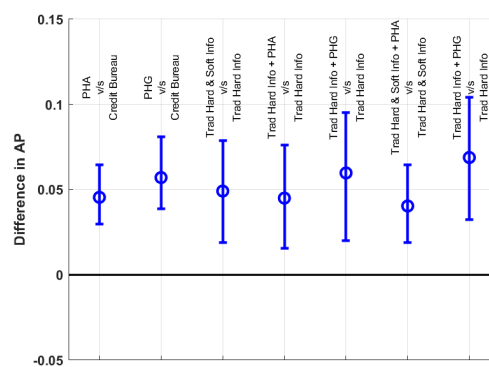 0.15
0.1
0.05
0
-0.05
Difference in AP
PHA
v/s
Credit Bureau
PHG
v/s
Credit Bureau
Trad Hard & Soft Info
v/s
Trad Hard Info
Trad Hard Info + PHA
v/s
Trad Hard Info
Trad Hard Info + PHG
v/s
Trad Hard Info
Trad Hard & Soft Info + PHA
v/s
Trad Hard & Soft Info
Trad Hard Info + PHG
v/s
Trad Hard Info